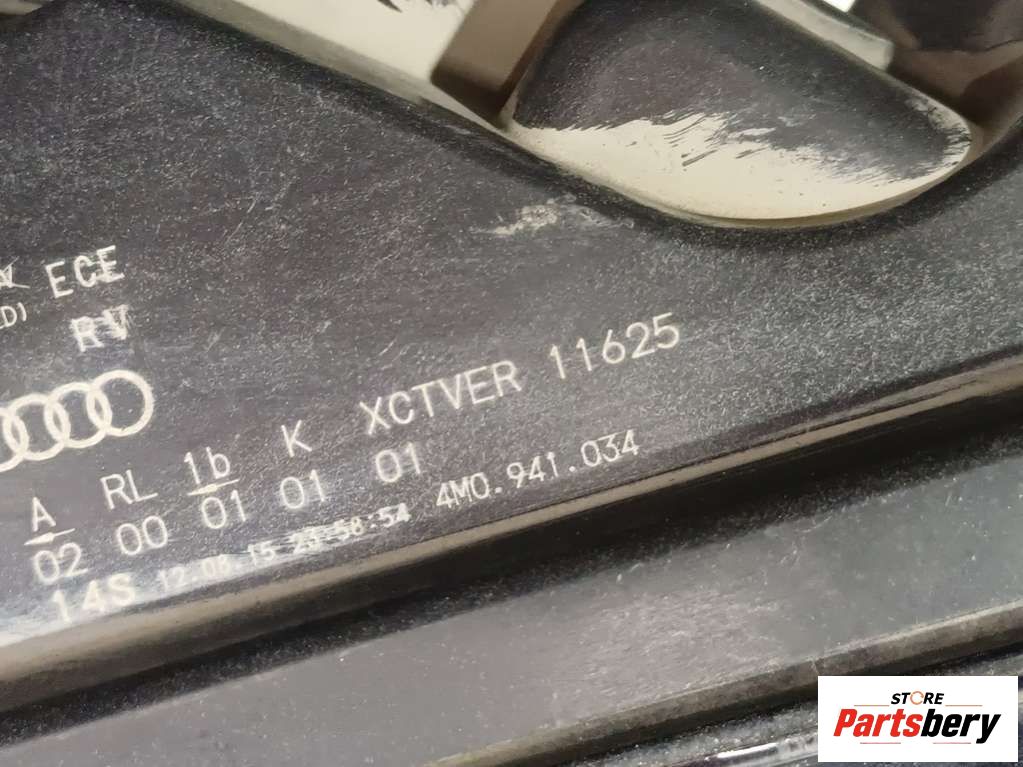 ECE
D)
RV
A RL 1b K XCTVER 11625
02 00 01 01 01
14S 4M0.941.034
STORE
Partsbery